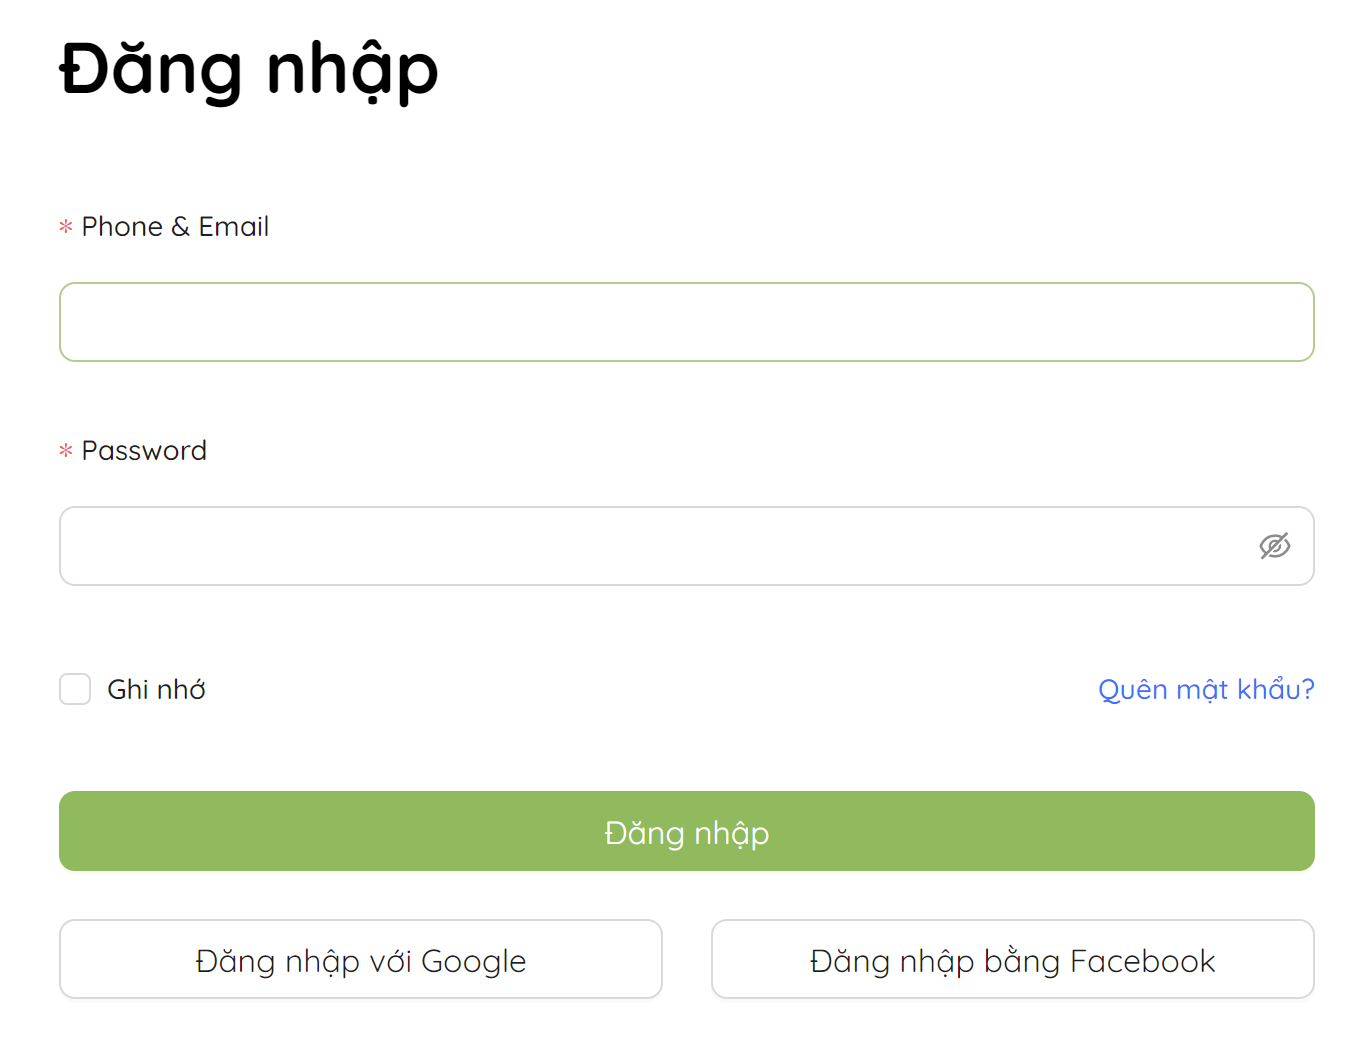 Đăng nhập
* Phone & Email
* Password
Ghi nhớ
Quên mật khẩu?
Đăng nhập
Đăng nhập với Google
Đăng nhập bằng Facebook